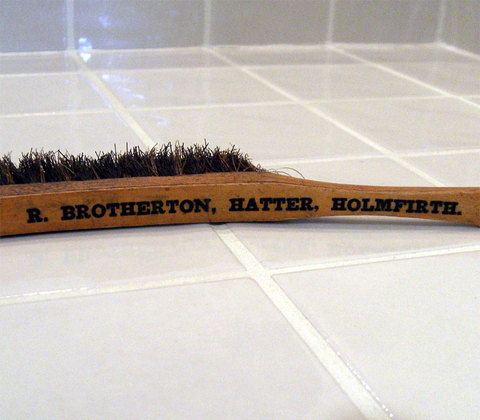 R. BROTHERTON, HATTER, HOLMFIRTH.